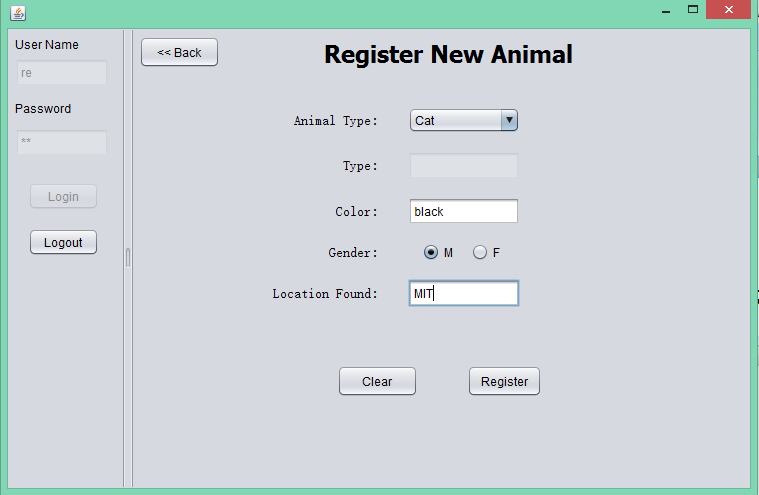 User Name
re
Password
**
Login
Logout
<< Back
Register New Animal
Animal Type: Cat
Type:
Color: black
Gender: M F
Location Found: MIT
Clear Register